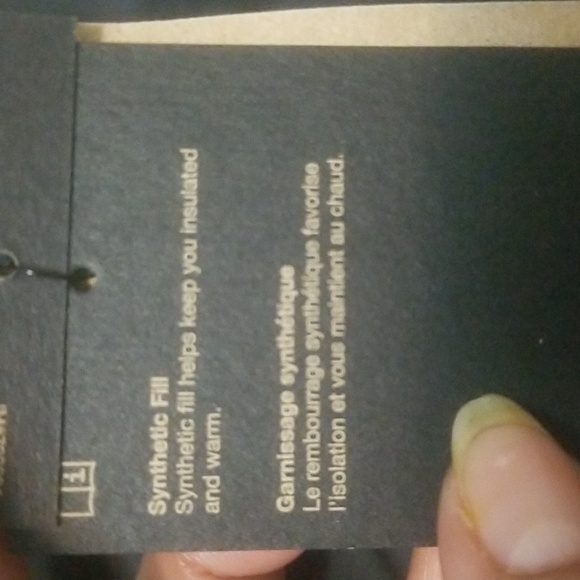 Synthetic Fill
Synthetic fill helps keep you insulated
and warm.
Garnissage synthétique
Le rembourrage synthétique favorise
l'isolation et vous maintient au chaud.